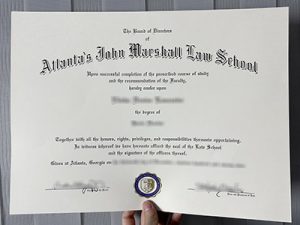 The Board of Directors
of
Atlanta's John Marshall Law School
Upon successful completion of the prescribed course of study
and the recommendation of the Faculty,
hereby confer upon
the degree of
Together with all the honors, rights, privileges, and responsibilities thereunto appertaining.
In witness whereof we have hereunto affixed the seal of the Law School
and the signature of the officers thereof.
Given at Atlanta, Georgia on